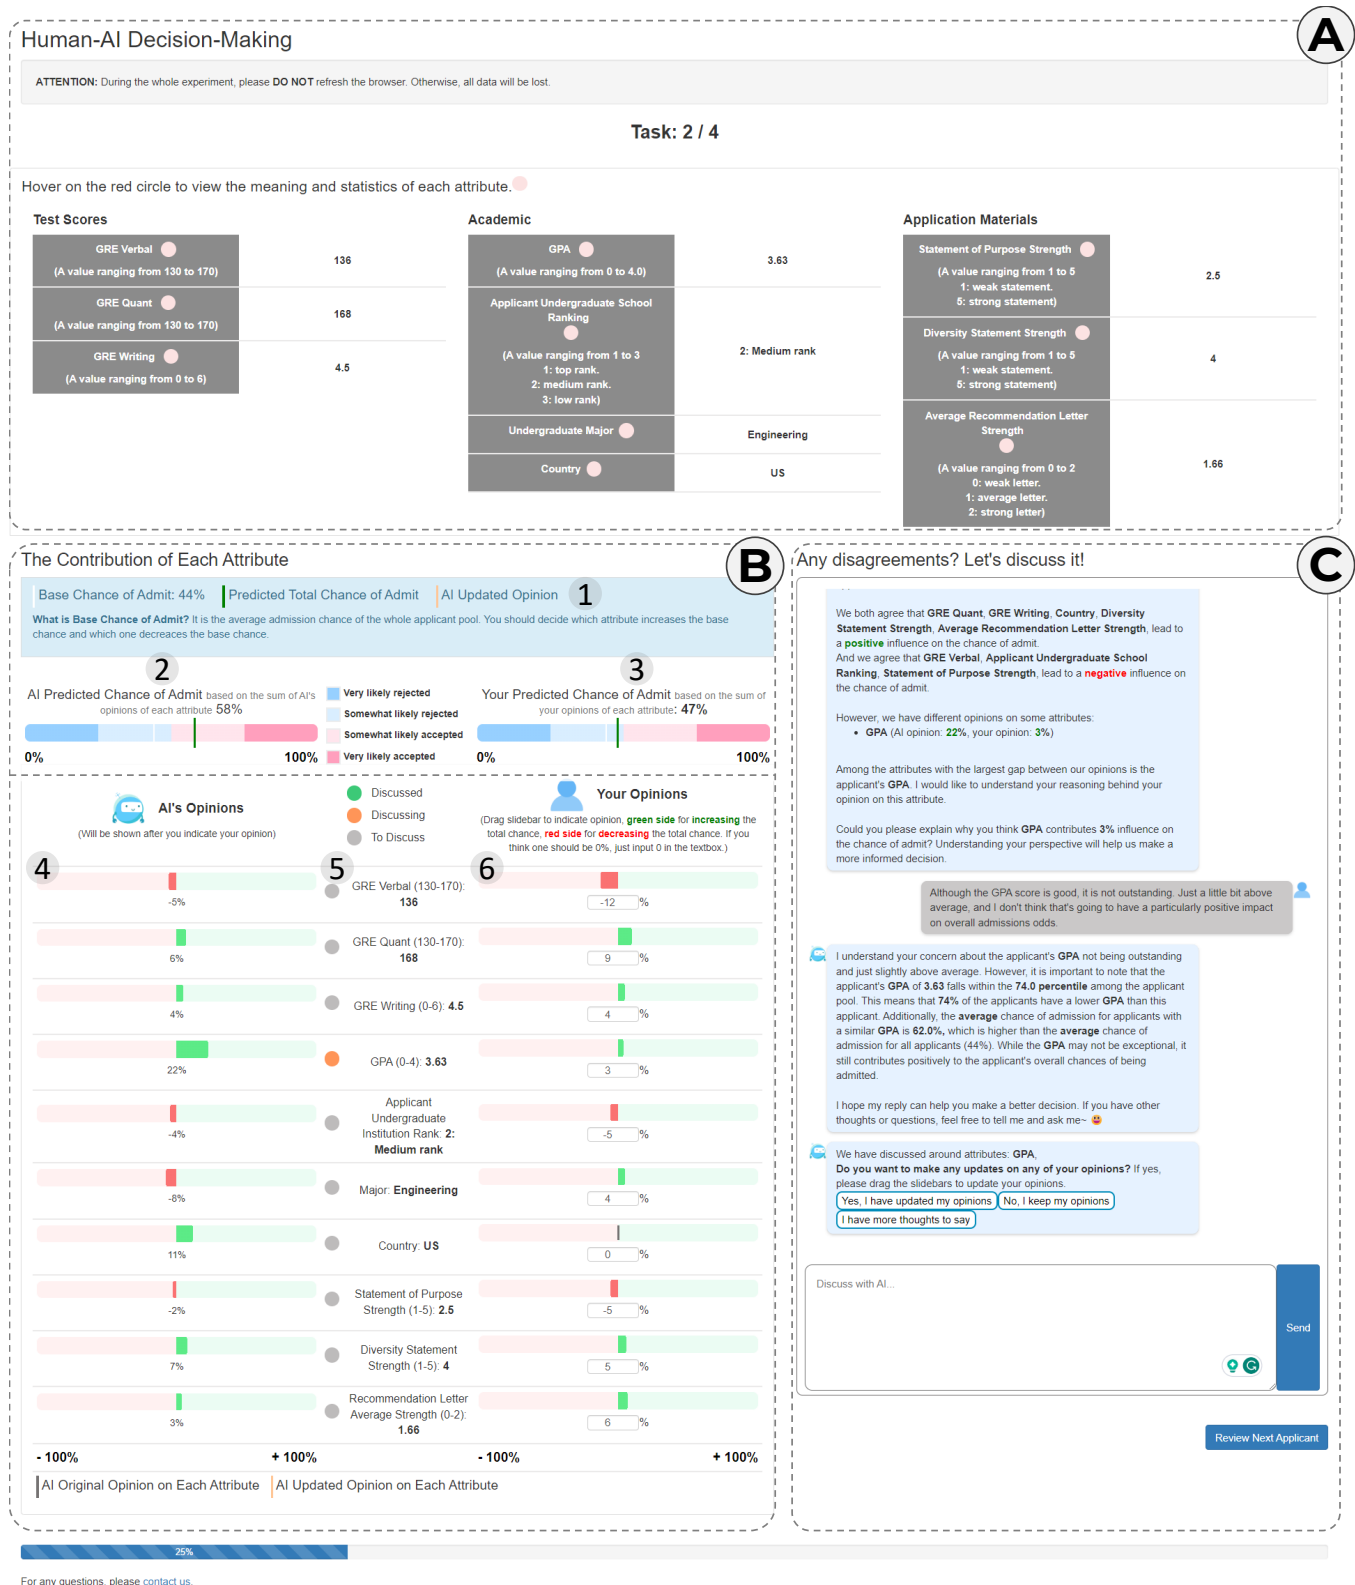 Human-AI Decision-Making
A
ATTENTION: During the whole experiment, please DO NOT refresh the browser. Otherwise, all data will be lost.
Task: 2 / 4
Hover on the red circle to view the meaning and statistics of each attribute.
Test Scores
GRE Verbal
(A value ranging from 130 to 170)
136
GRE Quant
(A value ranging from 130 to 170)
168
GRE Writing
(A value ranging from 0 to 6)
4.5
Academic
GPA
(A value ranging from 0 to 4.0)
3.63
Applicant Undergraduate School
Ranking
(A value ranging from 1 to 3
1: top rank.
2: medium rank.
3: low rank)
2: Medium rank
Undergraduate Major
Engineering
Country
US
Application Materials
Statement of Purpose Strength
(A value ranging from 1 to 5
1: weak statement.
5: strong statement)
2.5
Diversity Statement Strength
(A value ranging from 1 to 5
1: weak statement.
5: strong statement)
4
Average Recommendation Letter
Strength
(A value ranging from 0 to 2
0: weak letter.
1: average letter.
2: strong letter)
1.66
The Contribution of Each Attribute
B
Base Chance of Admit: 44%
Predicted Total Chance of Admit
AI Updated Opinion
1
What is Base Chance of Admit? It is the average admission chance of the whole applicant pool. You should decide which attribute increases the base
chance and which one decreaces the base chance.
2
AI Predicted Chance of Admit based on the sum of AI's
opinions of each attribute 58%
0%
100%
Very likely rejected
Somewhat likely rejected
Somewhat likely accepted
Very likely accepted
3
Your Predicted Chance of Admit based on the sum of
your opinions of each attribute: 47%
0%
100%
AI's Opinions
(Will be shown after you indicate your opinion)
Discussed
Discussing
To Discuss
Your Opinions
(Drag slidebar to indicate opinion, green side for increasing the
total chance, red side for decreasing the total chance. If you
think one should be 0%, just input 0 in the textbox.)
4
5
6
-5%
GRE Verbal (130-170):
136
-12 %
6%
GRE Quant (130-170):
168
9 %
4%
GRE Writing (0-6): 4.5
4 %
22%
GPA (0-4): 3.63
3 %
-4%
Applicant
Undergraduate
Institution Rank: 2:
Medium rank
-5 %
-8%
Major: Engineering
4 %
11%
Country: US
0 %
-2%
Statement of Purpose
Strength (1-5): 2.5
-5 %
7%
Diversity Statement
Strength (1-5): 4
5 %
3%
Recommendation Letter
Average Strength (0-2):
1.66
6 %
- 100%
+ 100%
- 100%
+ 100%
AI Original Opinion on Each Attribute
AI Updated Opinion on Each Attribute
Any disagreements? Let's discuss it!
C
We both agree that GRE Quant, GRE Writing, Country, Diversity
Statement Strength, Average Recommendation Letter Strength, lead to
a positive influence on the chance of admit.
And we agree that GRE Verbal, Applicant Undergraduate School
Ranking, Statement of Purpose Strength, lead to a negative influence on
the chance of admit.
However, we have different opinions on some attributes:
• GPA (AI opinion: 22%, your opinion: 3%)
Among the attributes with the largest gap between our opinions is the
applicant's GPA. I would like to understand your reasoning behind your
opinion on this attribute.
Could you please explain why you think GPA contributes 3% influence on
the chance of admit? Understanding your perspective will help us make a
more informed decision.
Although the GPA score is good, it is not outstanding. Just a little bit above
average, and I don't think that's going to have a particularly positive impact
on overall admissions odds.
I understand your concern about the applicant's GPA not being outstanding
and just slightly above average. However, it is important to note that the
applicant's GPA of 3.63 falls within the 74.0 percentile among the applicant
pool. This means that 74% of the applicants have a lower GPA than this
applicant. Additionally, the average chance of admission for applicants with
a similar GPA is 62.0%, which is higher than the average chance of
admission for all applicants (44%). While the GPA may not be exceptional, it
still contributes positively to the applicant's overall chances of being
admitted.
I hope my reply can help you make a better decision. If you have other
thoughts or questions, feel free to tell me and ask me~ 😃
We have discussed around attributes: GPA,
Do you want to make any updates on any of your opinions? If yes,
please drag the slidebars to update your opinions.
Yes, I have updated my opinions
No, I keep my opinions
I have more thoughts to say
Discuss with AI...
Send
Review Next Applicant
25%
For any questions, please contact us.